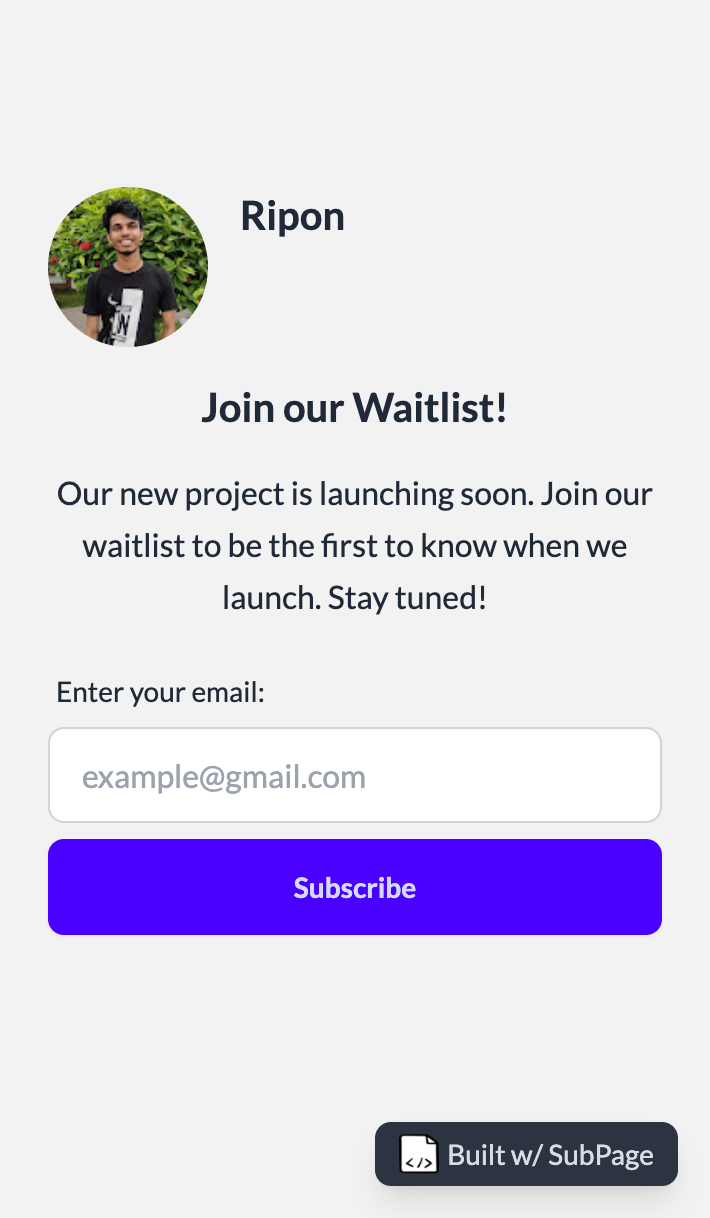 Ripon
Join our Waitlist!
Our new project is launching soon. Join our
waitlist to be the first to know when we
launch. Stay tuned!
Enter your email:
example@gmail.com
Subscribe
</> Built w/ SubPage